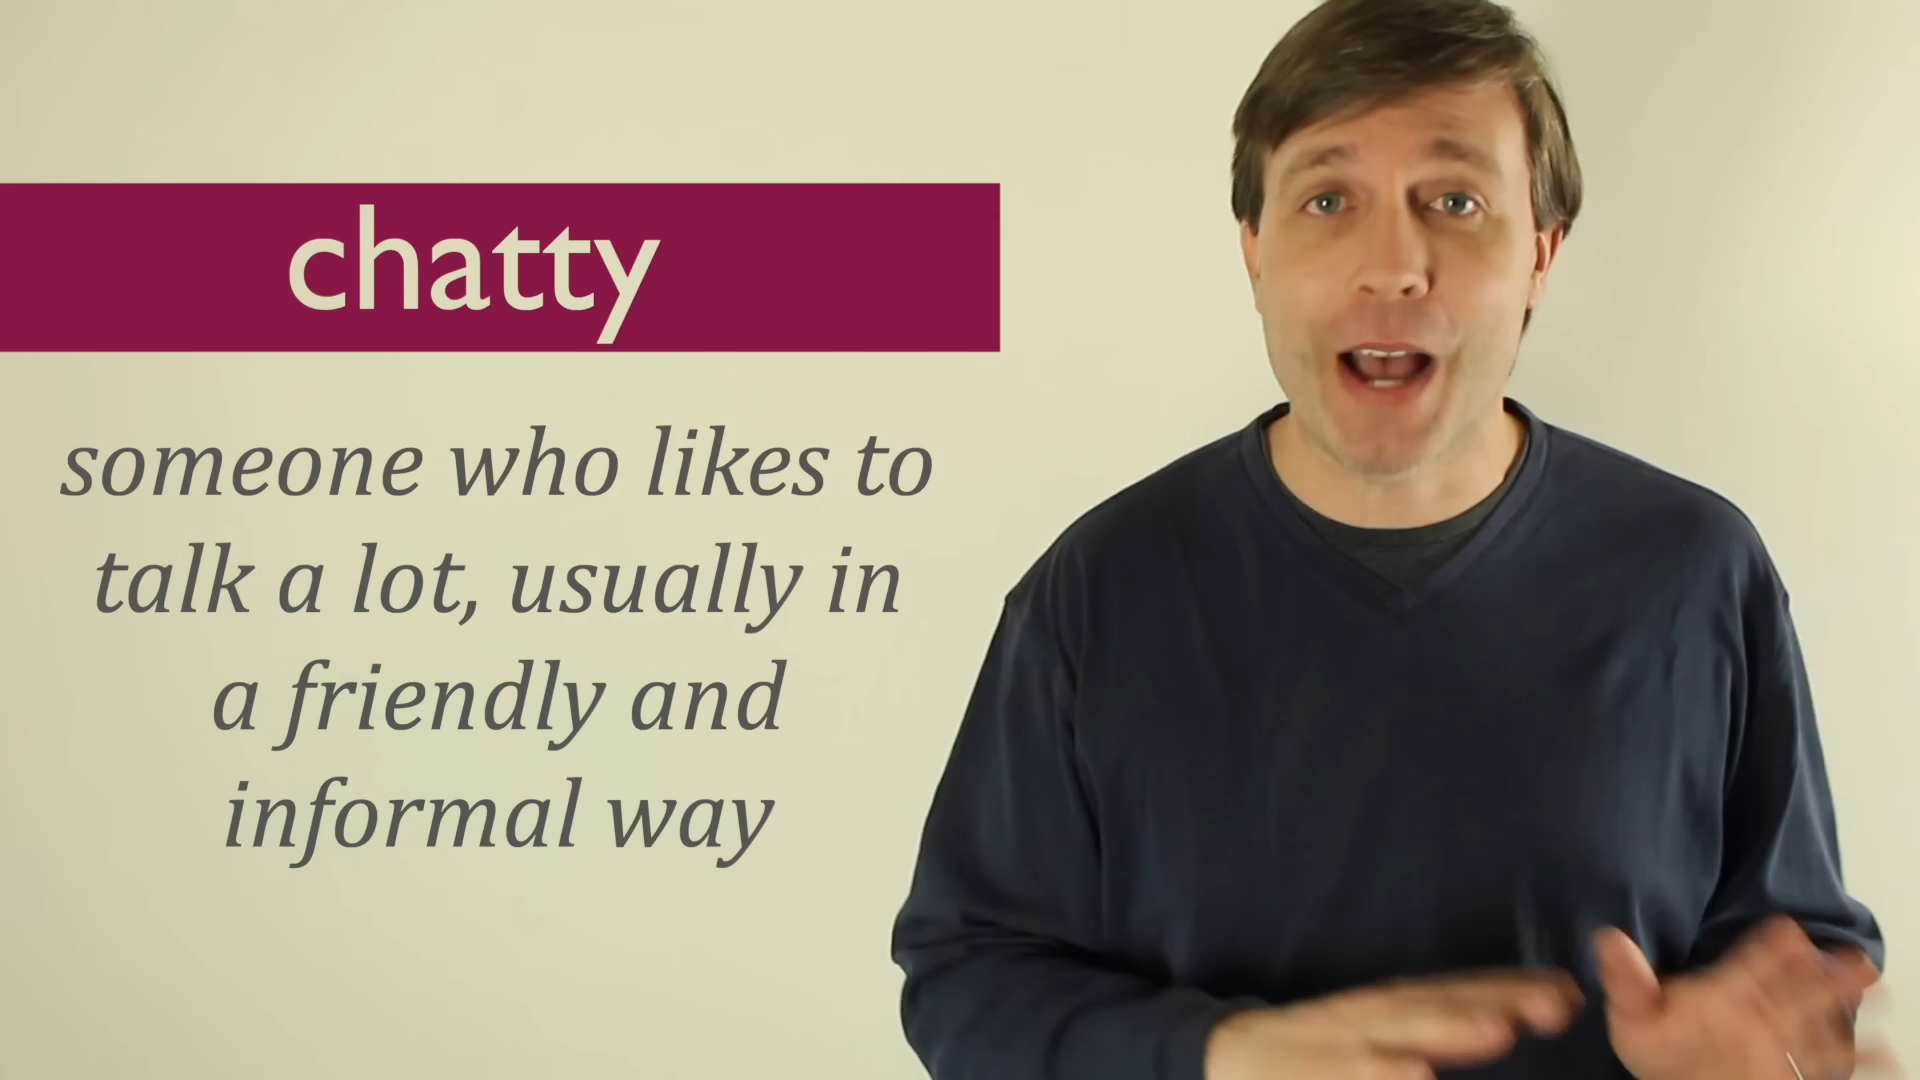 chatty
someone who likes to
talk a lot, usually in
a friendly and
informal way